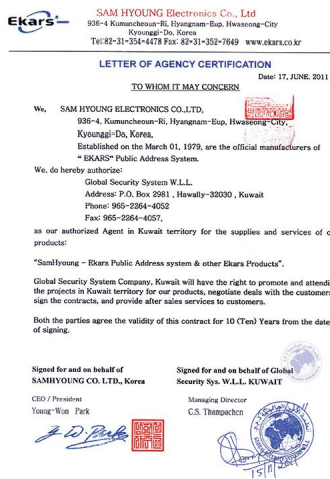 Ekars
SAM HYOUNG Electronics Co., Ltd
936-4 Kumuncheoun-Ri, Hyangnam-Eup, Hwaseong-City
Kyounggi-Do. Korea
Tel:82-31-354-4478 Fax: 82-31-352-7649 www.ekars.co.kr
LETTER OF AGENCY CERTIFICATION
Date: 17, JUNE. 2011
TO WHOM IT MAY CONCERN
We, SAM HYOUNG ELECTRONICS CO.,LTD,
936-4, Kumuncheoun-Ri, Hyangnam-Eup, Hwaseong-City,
Kyounggi-Do, Korea,
Established on the March 01, 1979, are the official manufacturers of
" EKARS" Public Address System.
We. do hereby authorize:
Global Security System W.L.L.
Address: P.O. Box 2981 , Hawally-32030 , Kuwait
Phone: 965-2264-4052
Fax: 965-2264-4057,
as our authorized Agent in Kuwait territory for the supplies and services of o
products:
"SamHyoung - Ekars Public Address system & other Ekars Products".
Global Security System Company, Kuwait will have the right to promote and attendi
the projects in Kuwait territory for our products, negotiate deals with the customers
sign the contracts, and provide after sales services to customers.
Both the parties agree the validity of this contract for 10 (Ten) Years from the date
of signing.
Signed for and on behalf of
SAMHYOUNG CO. LTD., Korea
CEO / President
Young-Won Park
Signed for and on behalf of Global
Security Sys. W.L.L. KUWAIT
Managing Director
C.S. Thampachen